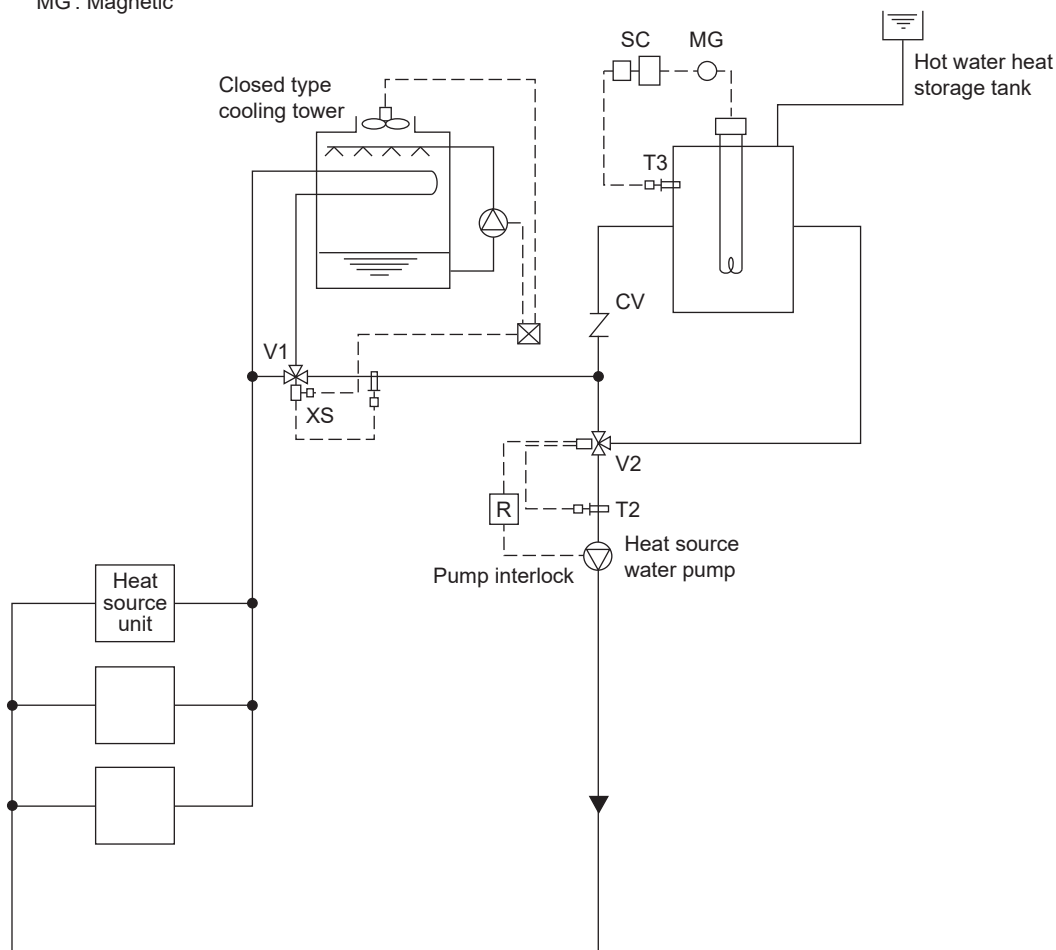 MG : Magnetic
SC
MG
Closed type
cooling tower
Hot water heat
storage tank
T3
CV
V1
XS
V2
R
T2
Heat source
water pump
Pump interlock
Heat
source
unit